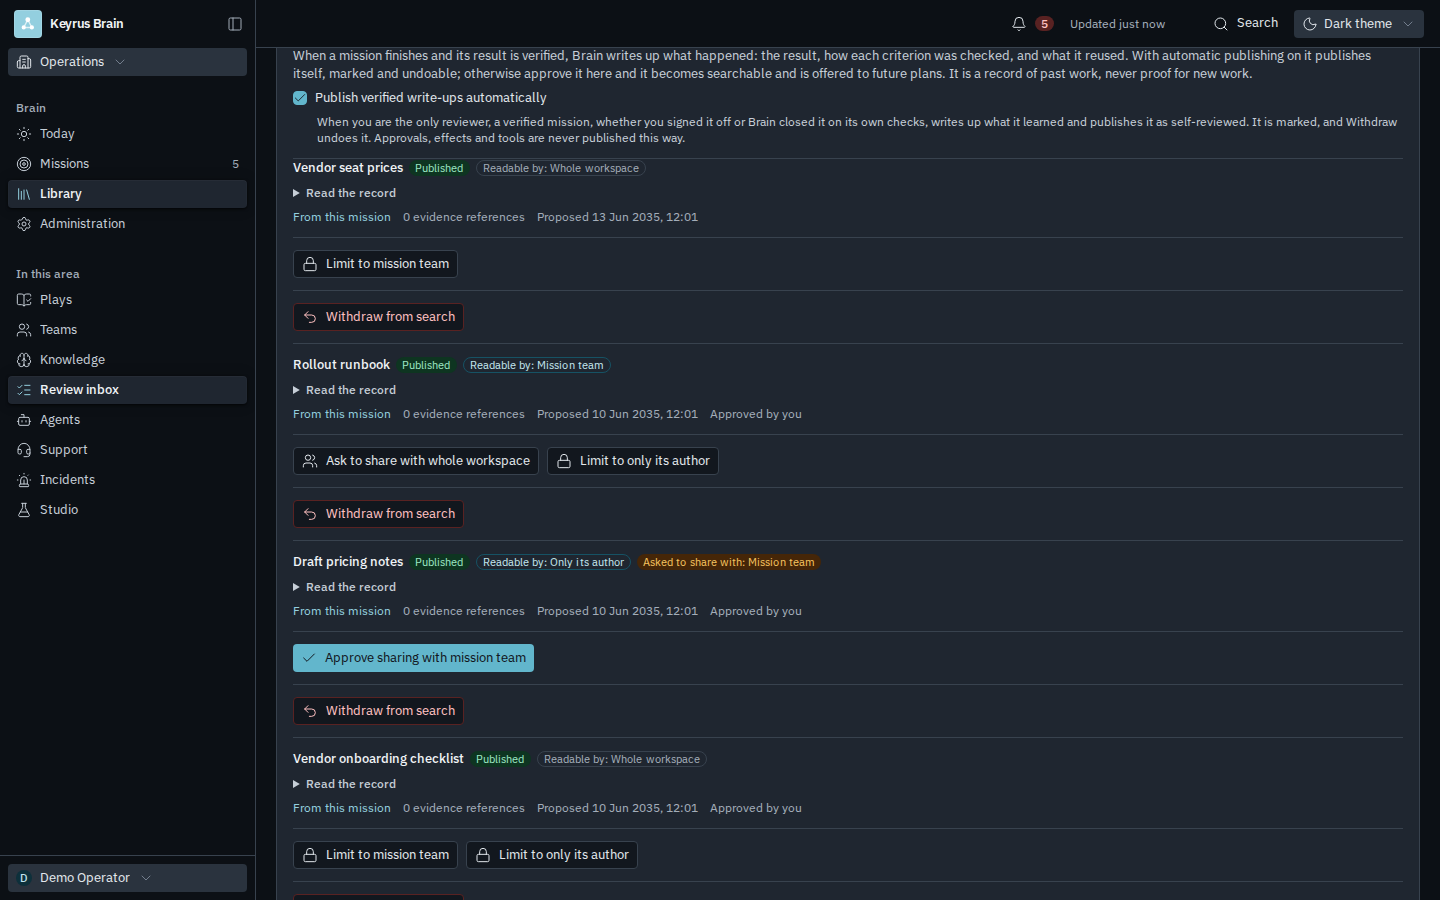 Keyrus Brain
5
Updated just now
Search
Dark theme
Operations
Brain
Today
Missions
5
Library
Administration
In this area
Plays
Teams
Knowledge
Review inbox
Agents
Support
Incidents
Studio
D
Demo Operator
When a mission finishes and its result is verified, Brain writes up what happened: the result, how each criterion was checked, and what it reused. With automatic publishing on it publishes
itself, marked and undoable; otherwise approve it here and it becomes searchable and is offered to future plans. It is a record of past work, never proof for new work.
Publish verified write-ups automatically
When you are the only reviewer, a verified mission, whether you signed it off or Brain closed it on its own checks, writes up what it learned and publishes it as self-reviewed. It is marked, and Withdraw
undoes it. Approvals, effects and tools are never published this way.
Vendor seat prices Published Readable by: Whole workspace
Read the record
From this mission 0 evidence references Proposed 13 Jun 2035, 12:01
Limit to mission team
Withdraw from search
Rollout runbook Published Readable by: Mission team
Read the record
From this mission 0 evidence references Proposed 10 Jun 2035, 12:01 Approved by you
Ask to share with whole workspace Limit to only its author
Withdraw from search
Draft pricing notes Published Readable by: Only its author Asked to share with: Mission team
Read the record
From this mission 0 evidence references Proposed 10 Jun 2035, 12:01 Approved by you
Approve sharing with mission team
Withdraw from search
Vendor onboarding checklist Published Readable by: Whole workspace
Read the record
From this mission 0 evidence references Proposed 10 Jun 2035, 12:01 Approved by you
Limit to mission team Limit to only its author